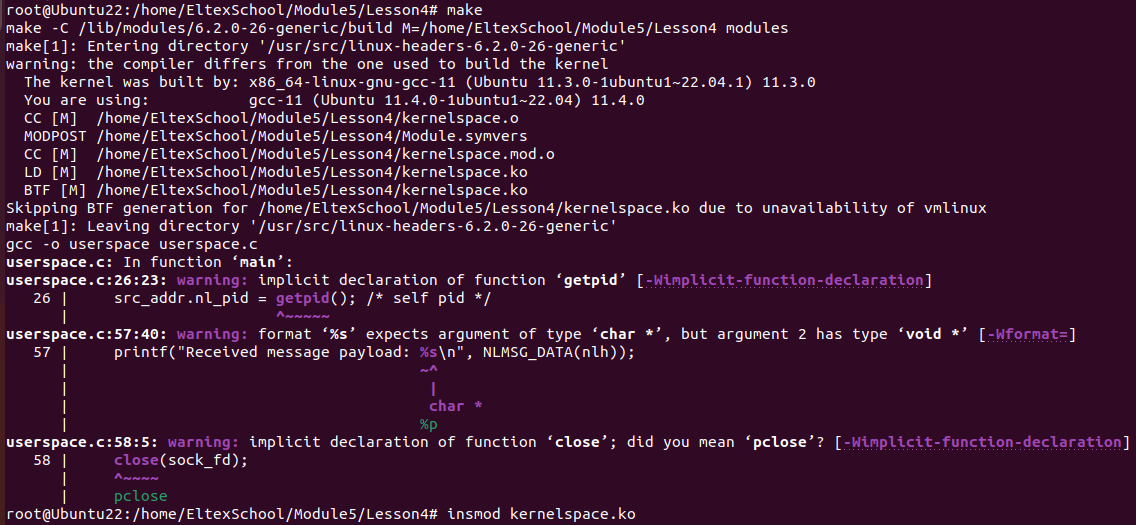 root@Ubuntu22:/home/EltexSchool/Module5/Lesson4# make
make -C /lib/modules/6.2.0-26-generic/build M=/home/EltexSchool/Module5/Lesson4 modules
make[1]: Entering directory '/usr/src/linux-headers-6.2.0-26-generic'
warning: the compiler differs from the one used to build the kernel
  The kernel was built by: x86_64-linux-gnu-gcc-11 (Ubuntu 11.3.0-1ubuntu1~22.04.1) 11.3.0
  You are using:           gcc-11 (Ubuntu 11.4.0-1ubuntu1~22.04) 11.4.0
  CC [M]  /home/EltexSchool/Module5/Lesson4/kernelspace.o
  MODPOST /home/EltexSchool/Module5/Lesson4/Module.symvers
  CC [M]  /home/EltexSchool/Module5/Lesson4/kernelspace.mod.o
  LD [M]  /home/EltexSchool/Module5/Lesson4/kernelspace.ko
  BTF [M] /home/EltexSchool/Module5/Lesson4/kernelspace.ko
Skipping BTF generation for /home/EltexSchool/Module5/Lesson4/kernelspace.ko due to unavailability of vmlinux
make[1]: Leaving directory '/usr/src/linux-headers-6.2.0-26-generic'
gcc -o userspace userspace.c
userspace.c: In function ‘main’:
userspace.c:26:23: warning: implicit declaration of function ‘getpid’ [-Wimplicit-function-declaration]
   26 |     src_addr.nl_pid = getpid(); /* self pid */
      |                       ^~~~~~
userspace.c:57:40: warning: format ‘%s’ expects argument of type ‘char *’, but argument 2 has type ‘void *’ [-Wformat=]
   57 |     printf("Received message payload: %s\n", NLMSG_DATA(nlh));
      |                                       ~^
      |                                        |
      |                                        char *
      |                                       %p
userspace.c:58:5: warning: implicit declaration of function ‘close’; did you mean ‘pclose’? [-Wimplicit-function-declaration]
   58 |     close(sock_fd);
      |     ^~~~~
      |     pclose
root@Ubuntu22:/home/EltexSchool/Module5/Lesson4# insmod kernelspace.ko